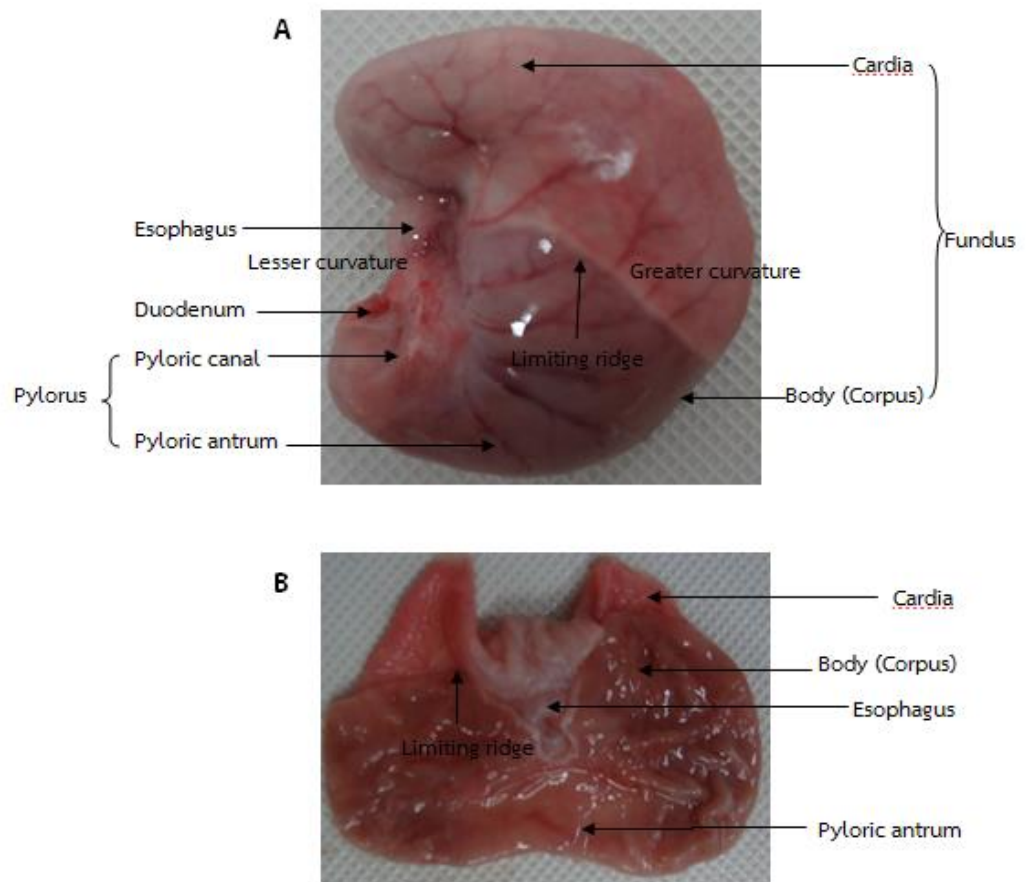 A
Cardia
Esophagus
Fundus
Lesser curvature
Greater curvature
Duodenum
Pyloric canal
Limiting ridge
Pylorus
Body (Corpus)
Pyloric antrum
B
Cardia
Body (Corpus)
Esophagus
Limiting ridge
Pyloric antrum